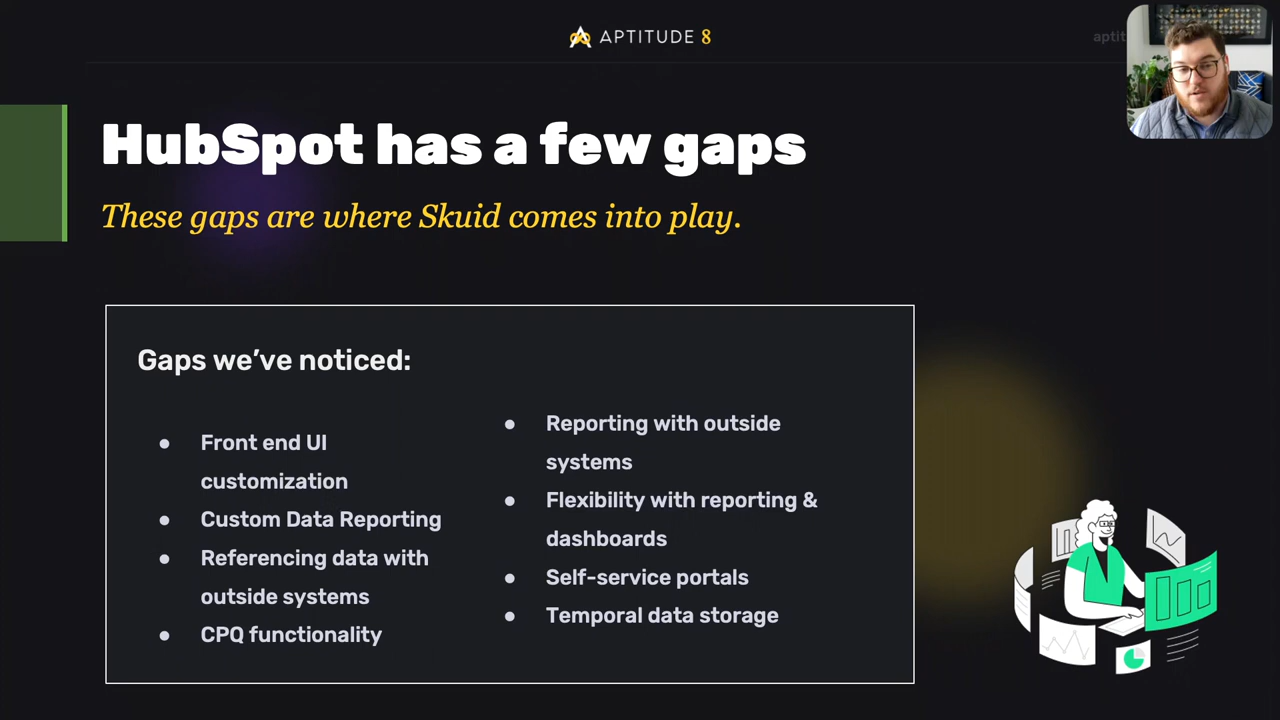 APTITUDE 8
aptit
HubSpot has a few gaps
These gaps are where Skuid comes into play.
Gaps we’ve noticed:
● Front end UI
customization
● Custom Data Reporting
● Referencing data with
outside systems
● CPQ functionality
● Reporting with outside
systems
● Flexibility with reporting &
dashboards
● Self-service portals
● Temporal data storage